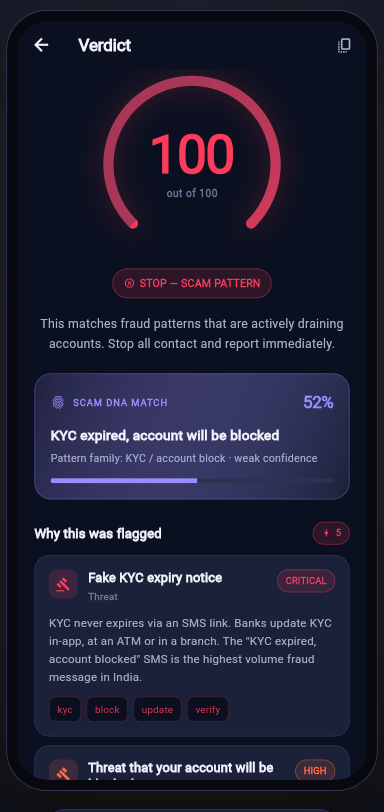 Verdict
100
out of 100
STOP — SCAM PATTERN
This matches fraud patterns that are actively draining
accounts. Stop all contact and report immediately.
SCAM DNA MATCH
52%
KYC expired, account will be blocked
Pattern family: KYC / account block · weak confidence
Why this was flagged
5
Fake KYC expiry notice
CRITICAL
Threat
KYC never expires via an SMS link. Banks update KYC
in-app, at an ATM or in a branch. The "KYC expired,
account blocked" SMS is the highest volume fraud
message in India.
kyc
block
update
verify
Threat that your account will be
HIGH